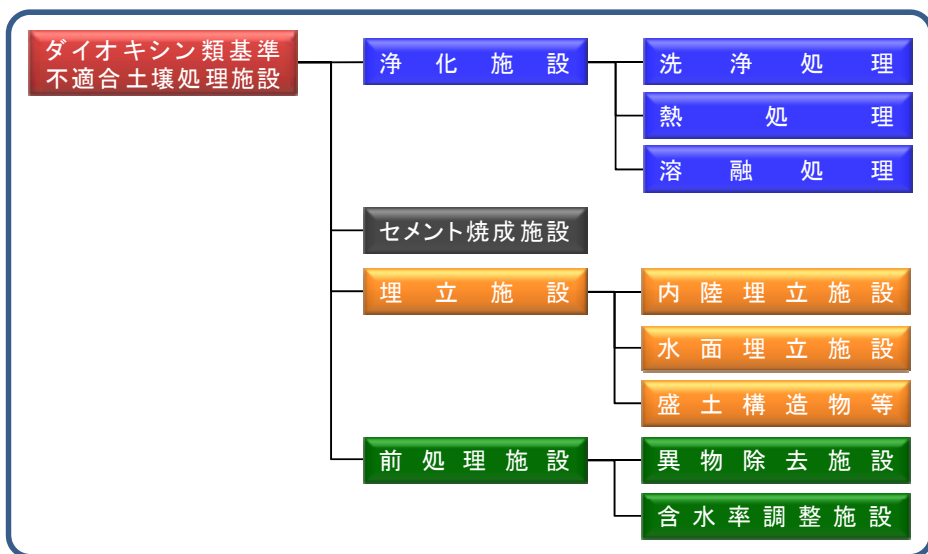 ダイオキシン類基準
不適合土壌処理施設
浄化施設
洗浄処理
熱処理
溶融処理
セメント焼成施設
埋立施設
内陸埋立施設
水面埋立施設
盛土構造物等
前処理施設
異物除去施設
含水率調整施設